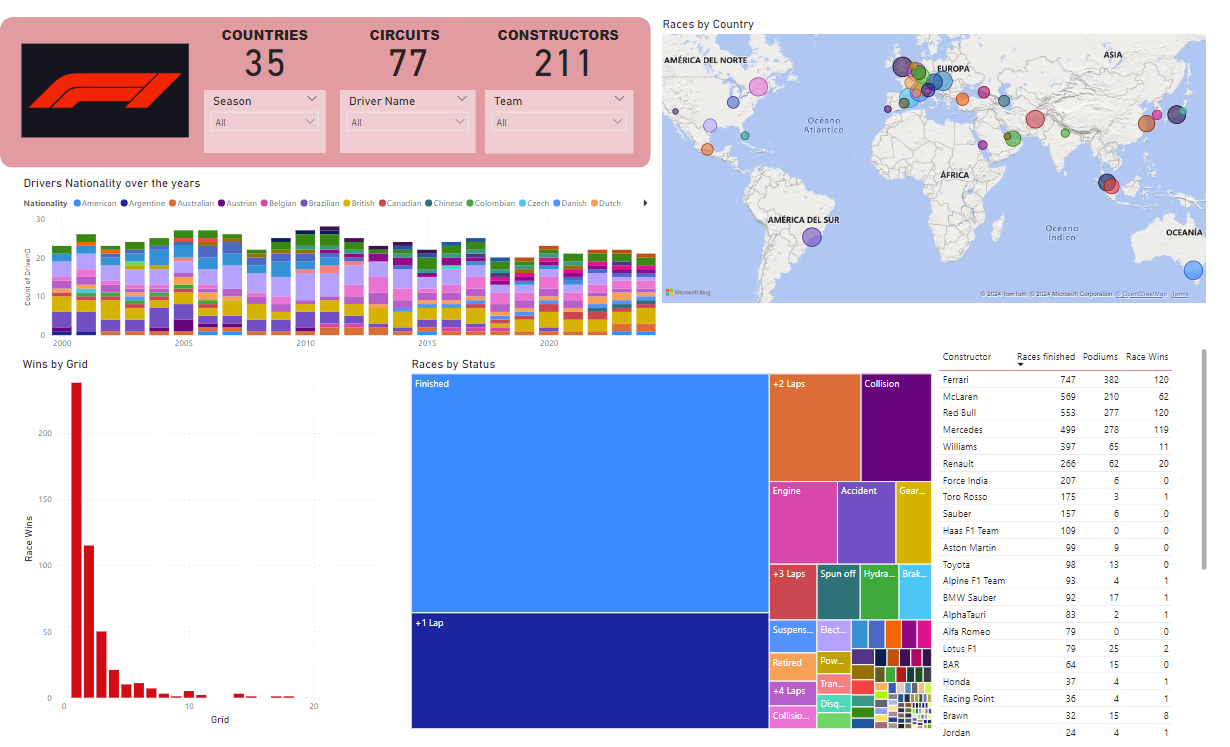 COUNTRIES
35
CIRCUITS
77
CONSTRUCTORS
211
Season
All
Driver Name
All
Team
All
Races by Country
AMÉRICA DEL NORTE
EUROPA
ASIA
Océano
Atlántico
ÁFRICA
AMÉRICA DEL SUR
Océano
Índico
OCEANÍA
Microsoft Bing
© 2024 TomTom, © 2024 Microsoft Corporation, © OpenStreetMap Terms
Drivers Nationality over the years
Nationality American Argentine Australian Austrian Belgian Brazilian British Canadian Chinese Colombian Czech Danish Dutch
Count of DriverID
30
20
10
0
2000 2005 2010 2015 2020
Wins by Grid
Race Wins
200
150
100
50
0
0 10 20
Grid
Races by Status
Finished
+1 Lap
+2 Laps
Collision
Engine
Accident
Gear...
+3 Laps
Spun off
Hydra...
Brak...
Suspens...
Elect...
Retired
Pow...
+4 Laps
Tran...
Disq...
Collisio...
Constructor Races finished Podiums Race Wins
Ferrari 747 382 120
McLaren 569 210 62
Red Bull 553 277 120
Mercedes 499 278 119
Williams 397 65 11
Renault 266 62 20
Force India 207 6 0
Toro Rosso 175 3 1
Sauber 157 6 0
Haas F1 Team 109 0 0
Aston Martin 99 9 0
Toyota 98 13 0
Alpine F1 Team 93 4 1
BMW Sauber 92 17 1
AlphaTauri 83 2 1
Alfa Romeo 79 0 0
Lotus F1 79 25 2
BAR 64 15 0
Honda 37 4 1
Racing Point 36 4 1
Brawn 32 15 8
Jordan 24 4 1